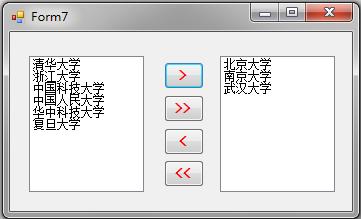 Form7
清华大学
浙江大学
中国科技大学
中国人民大学
华中科技大学
复旦大学
>
>>
<
<<
北京大学
南京大学
武汉大学